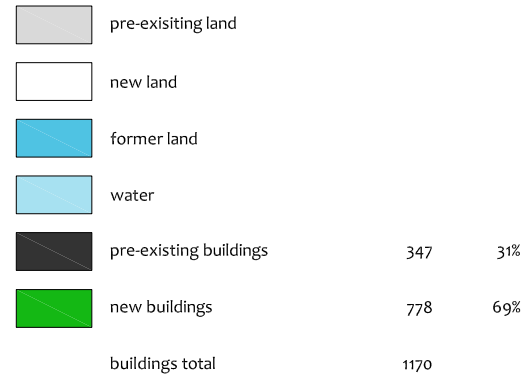 pre-exisiting land
new land
former land
water
pre-existing buildings 347 31%
new buildings 778 69%
buildings total 1170